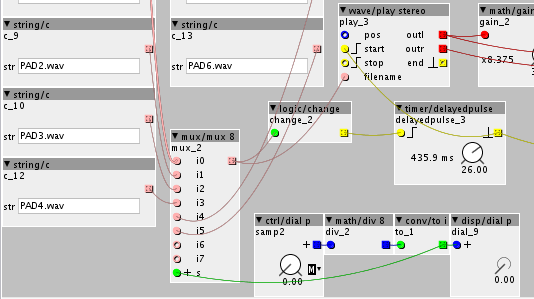 string/c
c_9
str PAD2.wav
string/c
c_10
str PAD3.wav
string/c
c_12
str PAD4.wav
string/c
c_13
str PAD6.wav
wave/play stereo
play_3
pos outl
start outr
stop end
filename
math/gain
gain_2
x8.375
logic/change
change_2
timer/delayedpulse
delayedpulse_3
435.9 ms
26.00
mux/mux 8
mux_2
i0
i1
i2
i3
i4
i5
i6
i7
s
ctrl/dial p
samp2
+
M
0.00
math/div 8
div_2
conv/to i
to_1
disp/dial p
dial_9
+
0.00